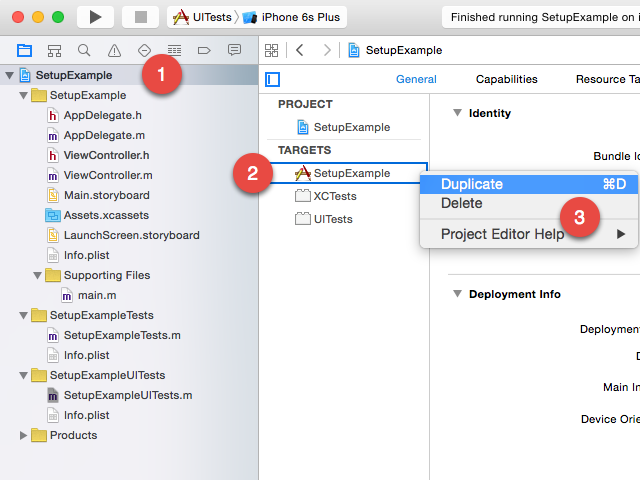 UITests
iPhone 6s Plus
Finished running SetupExample on i
SetupExample
1
SetupExample
AppDelegate.h
AppDelegate.m
ViewController.h
ViewController.m
Main.storyboard
Assets.xcassets
LaunchScreen.storyboard
Info.plist
Supporting Files
main.m
SetupExampleTests
SetupExampleTests.m
Info.plist
SetupExampleUITests
SetupExampleUITests.m
Info.plist
Products
SetupExample
General
Capabilities
Resource Ta
PROJECT
SetupExample
TARGETS
2
SetupExample
XCTests
UITests
Identity
Bundle Id
Duplicate ⌘D
Delete
3
Project Editor Help
Deployment Info
Deployment
D
Main In
Device Orie